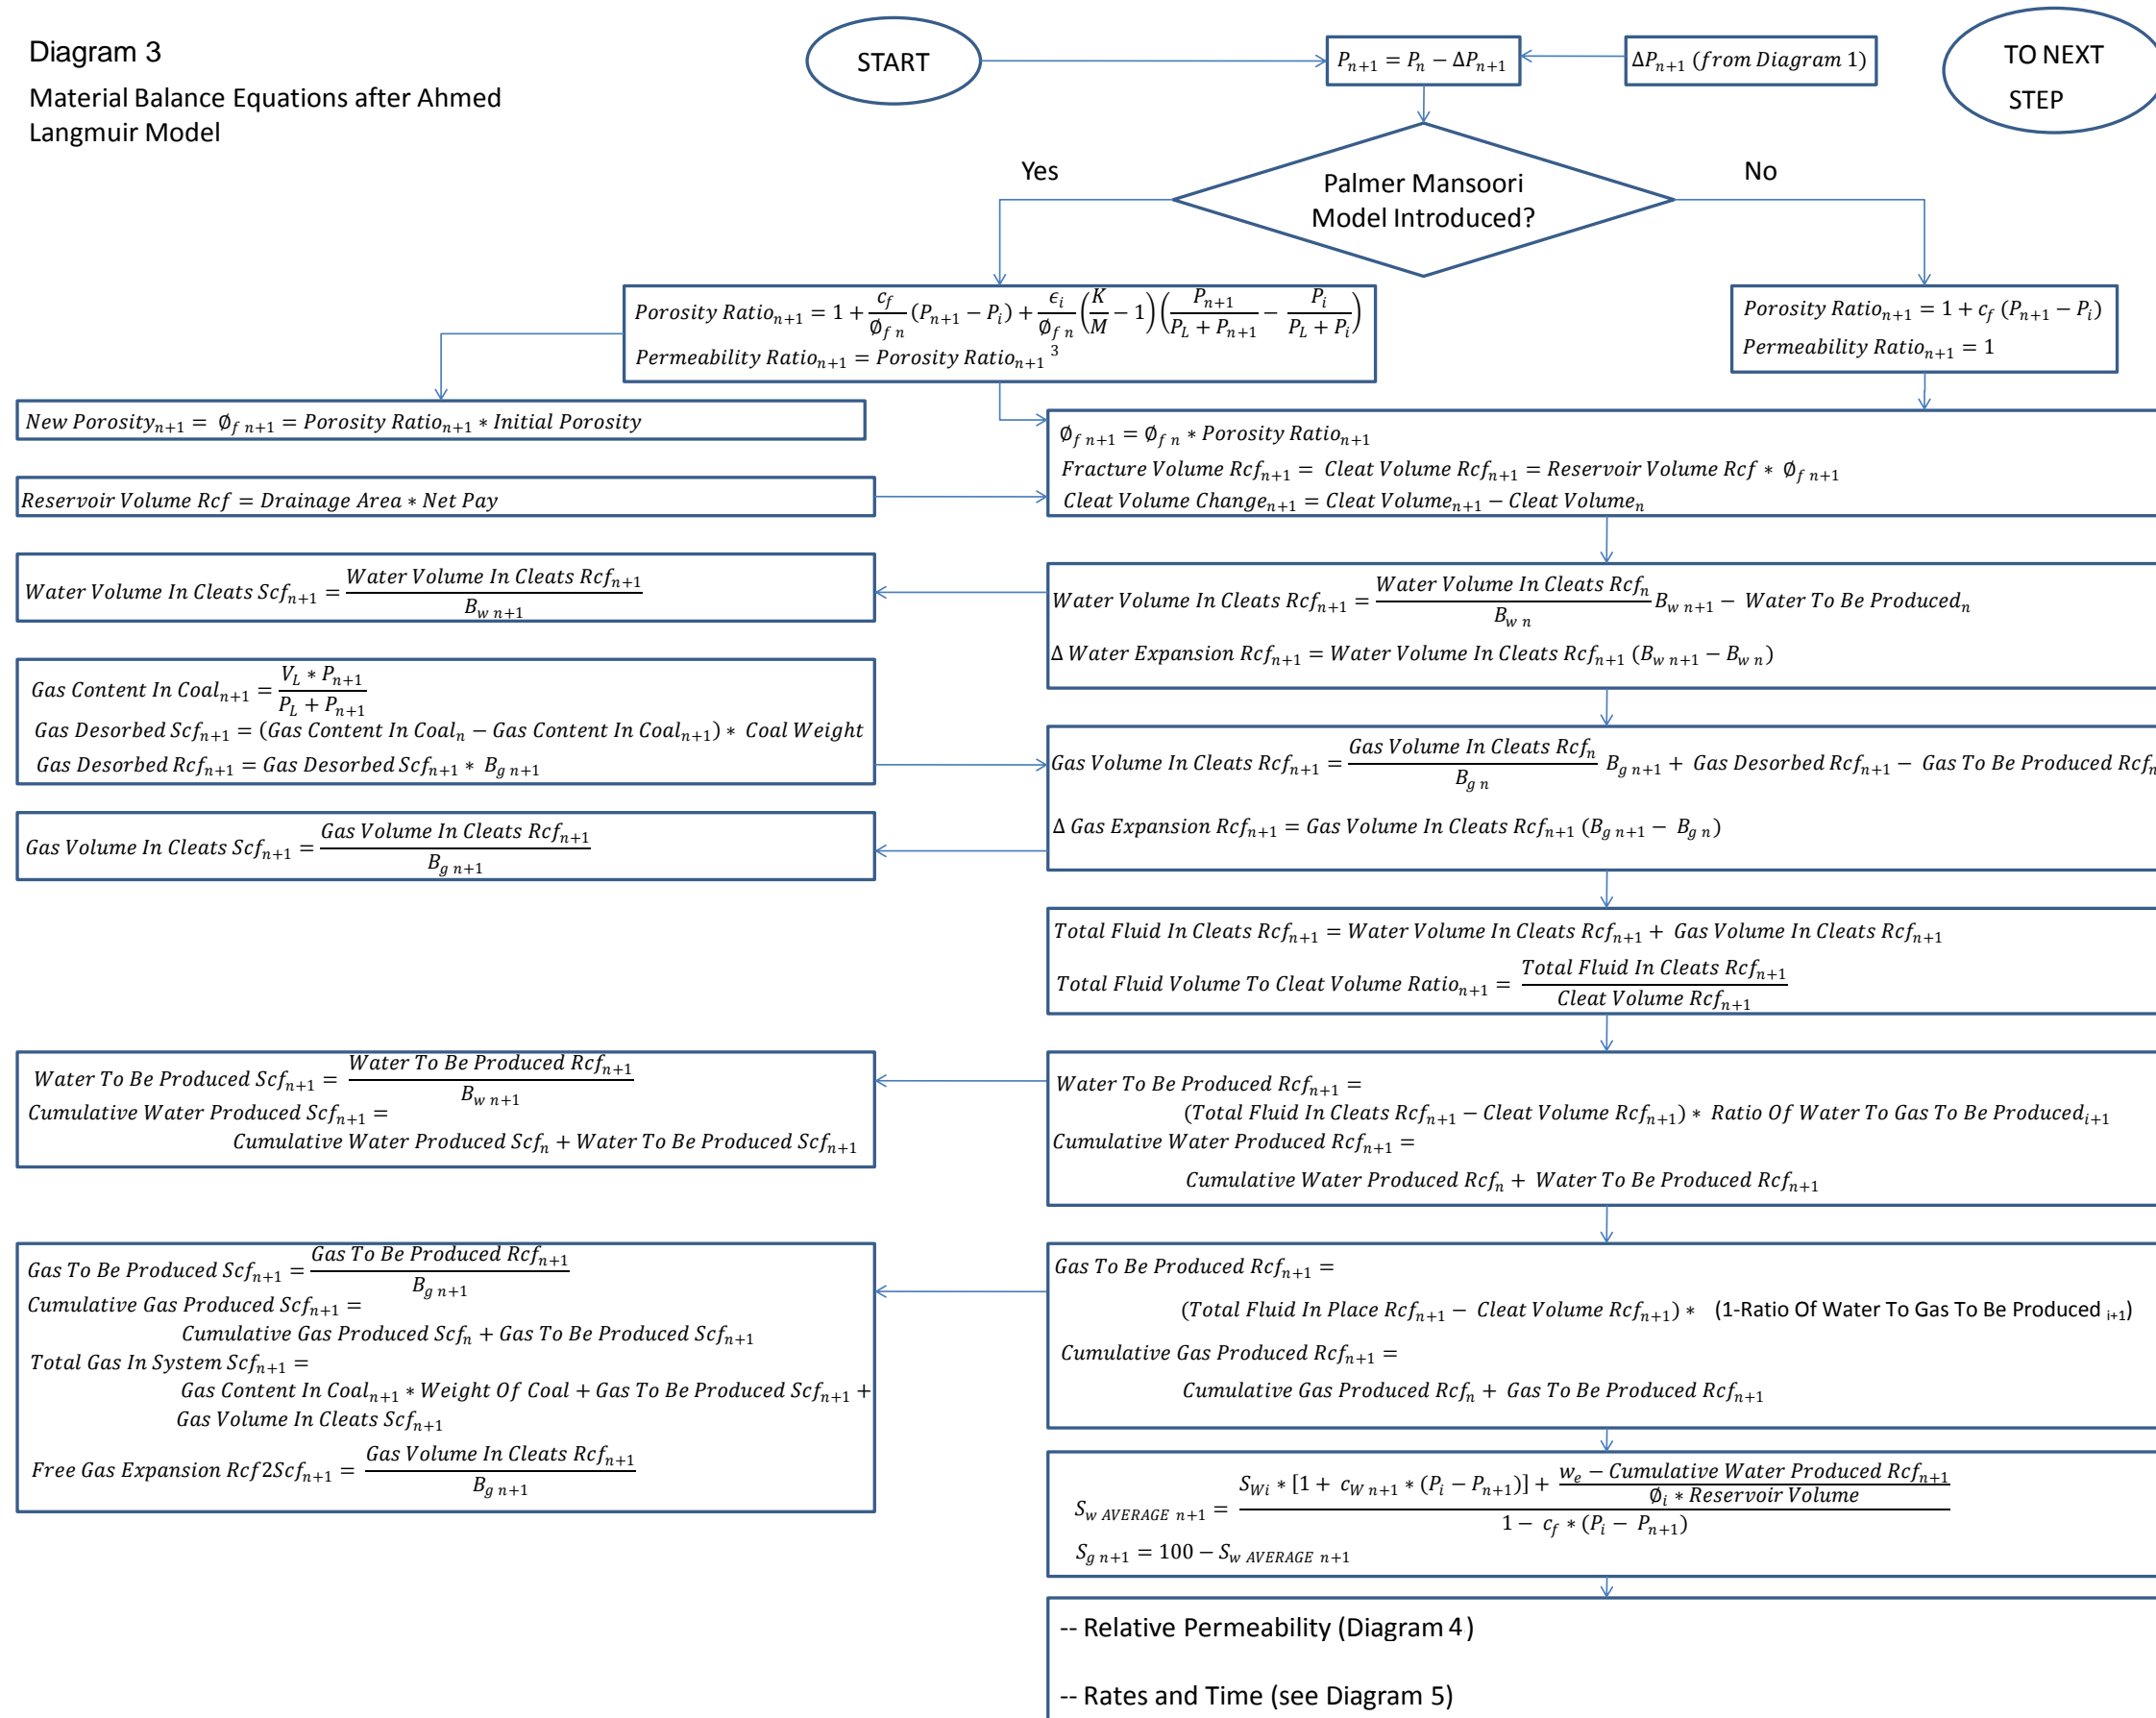 Diagram 3
Material Balance Equations after Ahmed
Langmuir Model
START
P_{n+1} = P_n − ΔP_{n+1}
ΔP_{n+1} (from Diagram 1)
TO NEXT
STEP
Yes
Palmer Mansoori
Model Introduced?
No
Porosity Ratio_{n+1} = 1 + \frac{c_f}{∅_{f n}} (P_{n+1} − P_i) + \frac{ϵ_i}{∅_{f n}} (\frac{K}{M} − 1) (\frac{P_{n+1}}{P_L + P_{n+1}} − \frac{P_i}{P_L + P_i})
Permeability Ratio_{n+1} = Porosity Ratio_{n+1} ^3
Porosity Ratio_{n+1} = 1 + c_f (P_{n+1} − P_i)
Permeability Ratio_{n+1} = 1
New Porosity_{n+1} = ∅_{f n+1} = Porosity Ratio_{n+1} * Initial Porosity
∅_{f n+1} = ∅_{f n} * Porosity Ratio_{n+1}
Fracture Volume Rcf_{n+1} = Cleat Volume Rcf_{n+1} = Reservoir Volume Rcf * ∅_{f n+1}
Cleat Volume Change_{n+1} = Cleat Volume_{n+1} − Cleat Volume_n
Reservoir Volume Rcf = Drainage Area * Net Pay
Water Volume In Cleats Scf_{n+1} = \frac{Water Volume In Cleats Rcf_{n+1}}{B_{w n+1}}
Water Volume In Cleats Rcf_{n+1} = \frac{Water Volume In Cleats Rcf_n}{B_{w n}} B_{w n+1} − Water To Be Produced_n
Δ Water Expansion Rcf_{n+1} = Water Volume In Cleats Rcf_{n+1} (B_{w n+1} − B_{w n})
Gas Content In Coal_{n+1} = \frac{V_L * P_{n+1}}{P_L + P_{n+1}}
Gas Desorbed Scf_{n+1} = (Gas Content In Coal_n − Gas Content In Coal_{n+1}) * Coal Weight
Gas Desorbed Rcf_{n+1} = Gas Desorbed Scf_{n+1} * B_{g n+1}
Gas Volume In Cleats Rcf_{n+1} = \frac{Gas Volume In Cleats Rcf_n}{B_{g n}} B_{g n+1} + Gas Desorbed Rcf_{n+1} − Gas To Be Produced Rcf_n
Δ Gas Expansion Rcf_{n+1} = Gas Volume In Cleats Rcf_{n+1} (B_{g n+1} − B_{g n})
Gas Volume In Cleats Scf_{n+1} = \frac{Gas Volume In Cleats Rcf_{n+1}}{B_{g n+1}}
Total Fluid In Cleats Rcf_{n+1} = Water Volume In Cleats Rcf_{n+1} + Gas Volume In Cleats Rcf_{n+1}
Total Fluid Volume To Cleat Volume Ratio_{n+1} = \frac{Total Fluid In Cleats Rcf_{n+1}}{Cleat Volume Rcf_{n+1}}
Water To Be Produced Scf_{n+1} = \frac{Water To Be Produced Rcf_{n+1}}{B_{w n+1}}
Cumulative Water Produced Scf_{n+1} =
Cumulative Water Produced Scf_n + Water To Be Produced Scf_{n+1}
Water To Be Produced Rcf_{n+1} =
(Total Fluid In Cleats Rcf_{n+1} − Cleat Volume Rcf_{n+1}) * Ratio Of Water To Gas To Be Produced_{i+1}
Cumulative Water Produced Rcf_{n+1} =
Cumulative Water Produced Rcf_n + Water To Be Produced Rcf_{n+1}
Gas To Be Produced Scf_{n+1} = \frac{Gas To Be Produced Rcf_{n+1}}{B_{g n+1}}
Cumulative Gas Produced Scf_{n+1} =
Cumulative Gas Produced Scf_n + Gas To Be Produced Scf_{n+1}
Total Gas In System Scf_{n+1} =
Gas Content In Coal_{n+1} * Weight Of Coal + Gas To Be Produced Scf_{n+1} +
Gas Volume In Cleats Scf_{n+1}
Free Gas Expansion Rcf2Scf_{n+1} = \frac{Gas Volume In Cleats Rcf_{n+1}}{B_{g n+1}}
Gas To Be Produced Rcf_{n+1} =
(Total Fluid In Place Rcf_{n+1} − Cleat Volume Rcf_{n+1}) * (1-Ratio Of Water To Gas To Be Produced _{i+1})
Cumulative Gas Produced Rcf_{n+1} =
Cumulative Gas Produced Rcf_n + Gas To Be Produced Rcf_{n+1}
S_{w AVERAGE n+1} = \frac{S_{Wi} * [1 + c_{W n+1} * (P_i − P_{n+1})] + \frac{w_e − Cumulative Water Produced Rcf_{n+1}}{∅_i * Reservoir Volume}}{1 − c_f * (P_i − P_{n+1})}
S_{g n+1} = 100 − S_{w AVERAGE n+1}
-- Relative Permeability (Diagram 4)
-- Rates and Time (see Diagram 5)